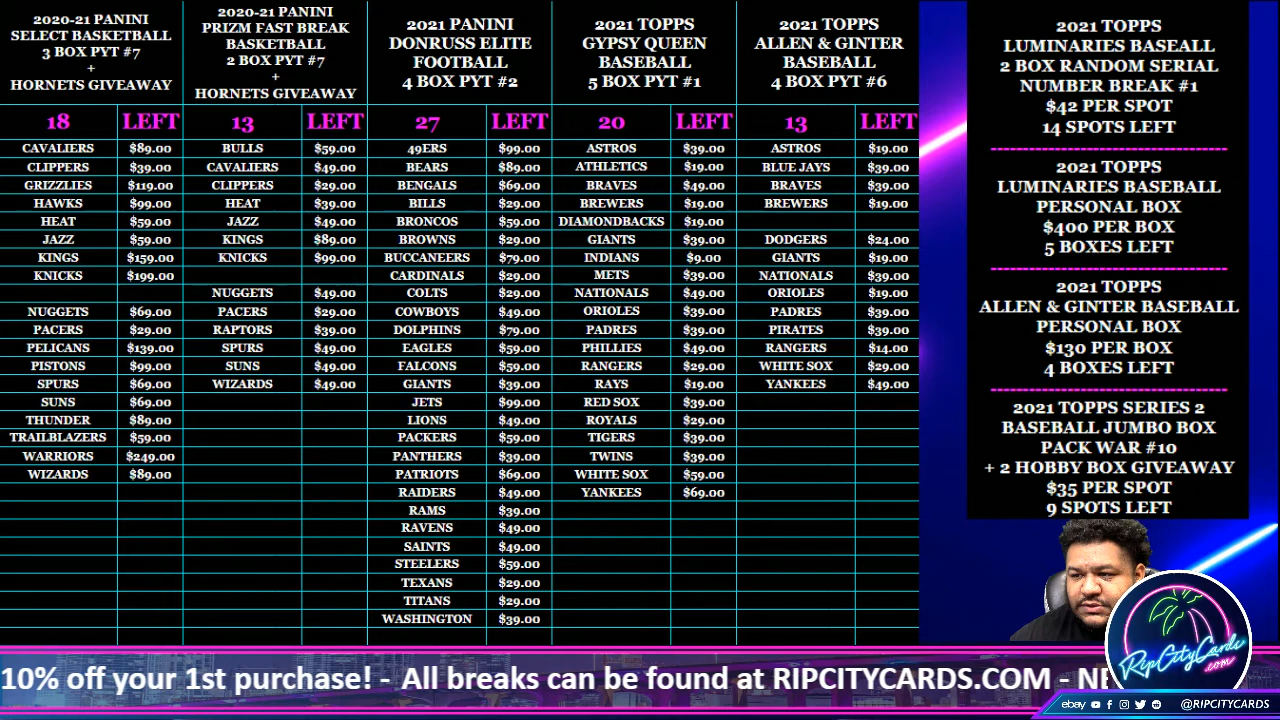 2020-21 PANINI
SELECT BASKETBALL
3 BOX PYT #7
+
HORNETS GIVEAWAY
18 LEFT
CAVALIERS $89.00
CLIPPERS $39.00
GRIZZLIES $119.00
HAWKS $99.00
HEAT $59.00
JAZZ $59.00
KINGS $159.00
KNICKS $199.00
NUGGETS $69.00
PACERS $29.00
PELICANS $139.00
PISTONS $99.00
SPURS $69.00
SUNS $69.00
THUNDER $89.00
TRAILBLAZERS $59.00
WARRIORS $249.00
WIZARDS $89.00
2020-21 PANINI
PRIZM FAST BREAK
BASKETBALL
2 BOX PYT #7
+
HORNETS GIVEAWAY
13 LEFT
BULLS $59.00
CAVALIERS $49.00
CLIPPERS $29.00
HEAT $39.00
JAZZ $49.00
KINGS $89.00
KNICKS $99.00
NUGGETS $49.00
PACERS $29.00
RAPTORS $39.00
SPURS $49.00
SUNS $49.00
WIZARDS $49.00
2021 PANINI
DONRUSS ELITE
FOOTBALL
4 BOX PYT #2
27 LEFT
49ERS $99.00
BEARS $89.00
BENGALS $69.00
BILLS $29.00
BRONCOS $59.00
BROWNS $29.00
BUCCANEERS $79.00
CARDINALS $29.00
COLTS $29.00
COWBOYS $49.00
DOLPHINS $79.00
EAGLES $59.00
FALCONS $59.00
GIANTS $39.00
JETS $99.00
LIONS $49.00
PACKERS $59.00
PANTHERS $39.00
PATRIOTS $69.00
RAIDERS $49.00
RAMS $39.00
RAVENS $49.00
SAINTS $49.00
STEELERS $59.00
TEXANS $29.00
TITANS $29.00
WASHINGTON $39.00
2021 TOPPS
GYPSY QUEEN
BASEBALL
5 BOX PYT #1
20 LEFT
ASTROS $39.00
ATHLETICS $19.00
BRAVES $49.00
BREWERS $19.00
DIAMONDBACKS $19.00
GIANTS $39.00
INDIANS $9.00
METS $39.00
NATIONALS $49.00
ORIOLES $39.00
PADRES $39.00
PHILLIES $49.00
RANGERS $29.00
RAYS $19.00
RED SOX $39.00
ROYALS $29.00
TIGERS $39.00
TWINS $39.00
WHITE SOX $59.00
YANKEES $69.00
2021 TOPPS
ALLEN & GINTER
BASEBALL
4 BOX PYT #6
13 LEFT
ASTROS $19.00
BLUE JAYS $39.00
BRAVES $39.00
BREWERS $19.00
DODGERS $24.00
GIANTS $19.00
NATIONALS $39.00
ORIOLES $19.00
PADRES $39.00
PIRATES $39.00
RANGERS $14.00
WHITE SOX $29.00
YANKEES $49.00
2021 TOPPS
LUMINARIES BASEALL
2 BOX RANDOM SERIAL
NUMBER BREAK #1
$42 PER SPOT
14 SPOTS LEFT
2021 TOPPS
LUMINARIES BASEBALL
PERSONAL BOX
$400 PER BOX
5 BOXES LEFT
2021 TOPPS
ALLEN & GINTER BASEBALL
PERSONAL BOX
$130 PER BOX
4 BOXES LEFT
2021 TOPPS SERIES 2
BASEBALL JUMBO BOX
PACK WAR #10
+ 2 HOBBY BOX GIVEAWAY
$35 PER SPOT
9 SPOTS LEFT
RipCityCards
.com
10% off your 1st purchase! - All breaks can be found at RIPCITYCARDS.COM - NE
ebay @RIPCITYCARDS